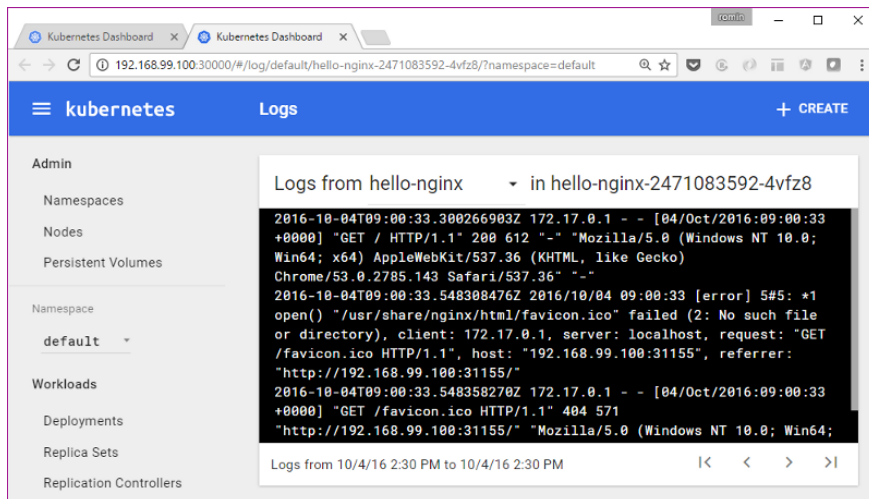 romin
Kubernetes Dashboard
Kubernetes Dashboard
192.168.99.100:30000/#/log/default/hello-nginx-2471083592-4vfz8/?namespace=default
kubernetes
Logs
+ CREATE
Admin
Namespaces
Nodes
Persistent Volumes
Namespace
default
Workloads
Deployments
Replica Sets
Replication Controllers
Logs from hello-nginx in hello-nginx-2471083592-4vfz8
2016-10-04T09:00:33.300266903Z 172.17.0.1 - - [04/Oct/2016:09:00:33
+0000] "GET / HTTP/1.1" 200 612 "-" "Mozilla/5.0 (Windows NT 10.0;
Win64; x64) AppleWebKit/537.36 (KHTML, like Gecko)
Chrome/53.0.2785.143 Safari/537.36" "-"
2016-10-04T09:00:33.548308476Z 2016/10/04 09:00:33 [error] 5#5: *1
open() "/usr/share/nginx/html/favicon.ico" failed (2: No such file
or directory), client: 172.17.0.1, server: localhost, request: "GET
/favicon.ico HTTP/1.1", host: "192.168.99.100:31155", referrer:
"http://192.168.99.100:31155/"
2016-10-04T09:00:33.548358270Z 172.17.0.1 - - [04/Oct/2016:09:00:33
+0000] "GET /favicon.ico HTTP/1.1" 404 571
"http://192.168.99.100:31155/" "Mozilla/5.0 (Windows NT 10.0; Win64;
Logs from 10/4/16 2:30 PM to 10/4/16 2:30 PM